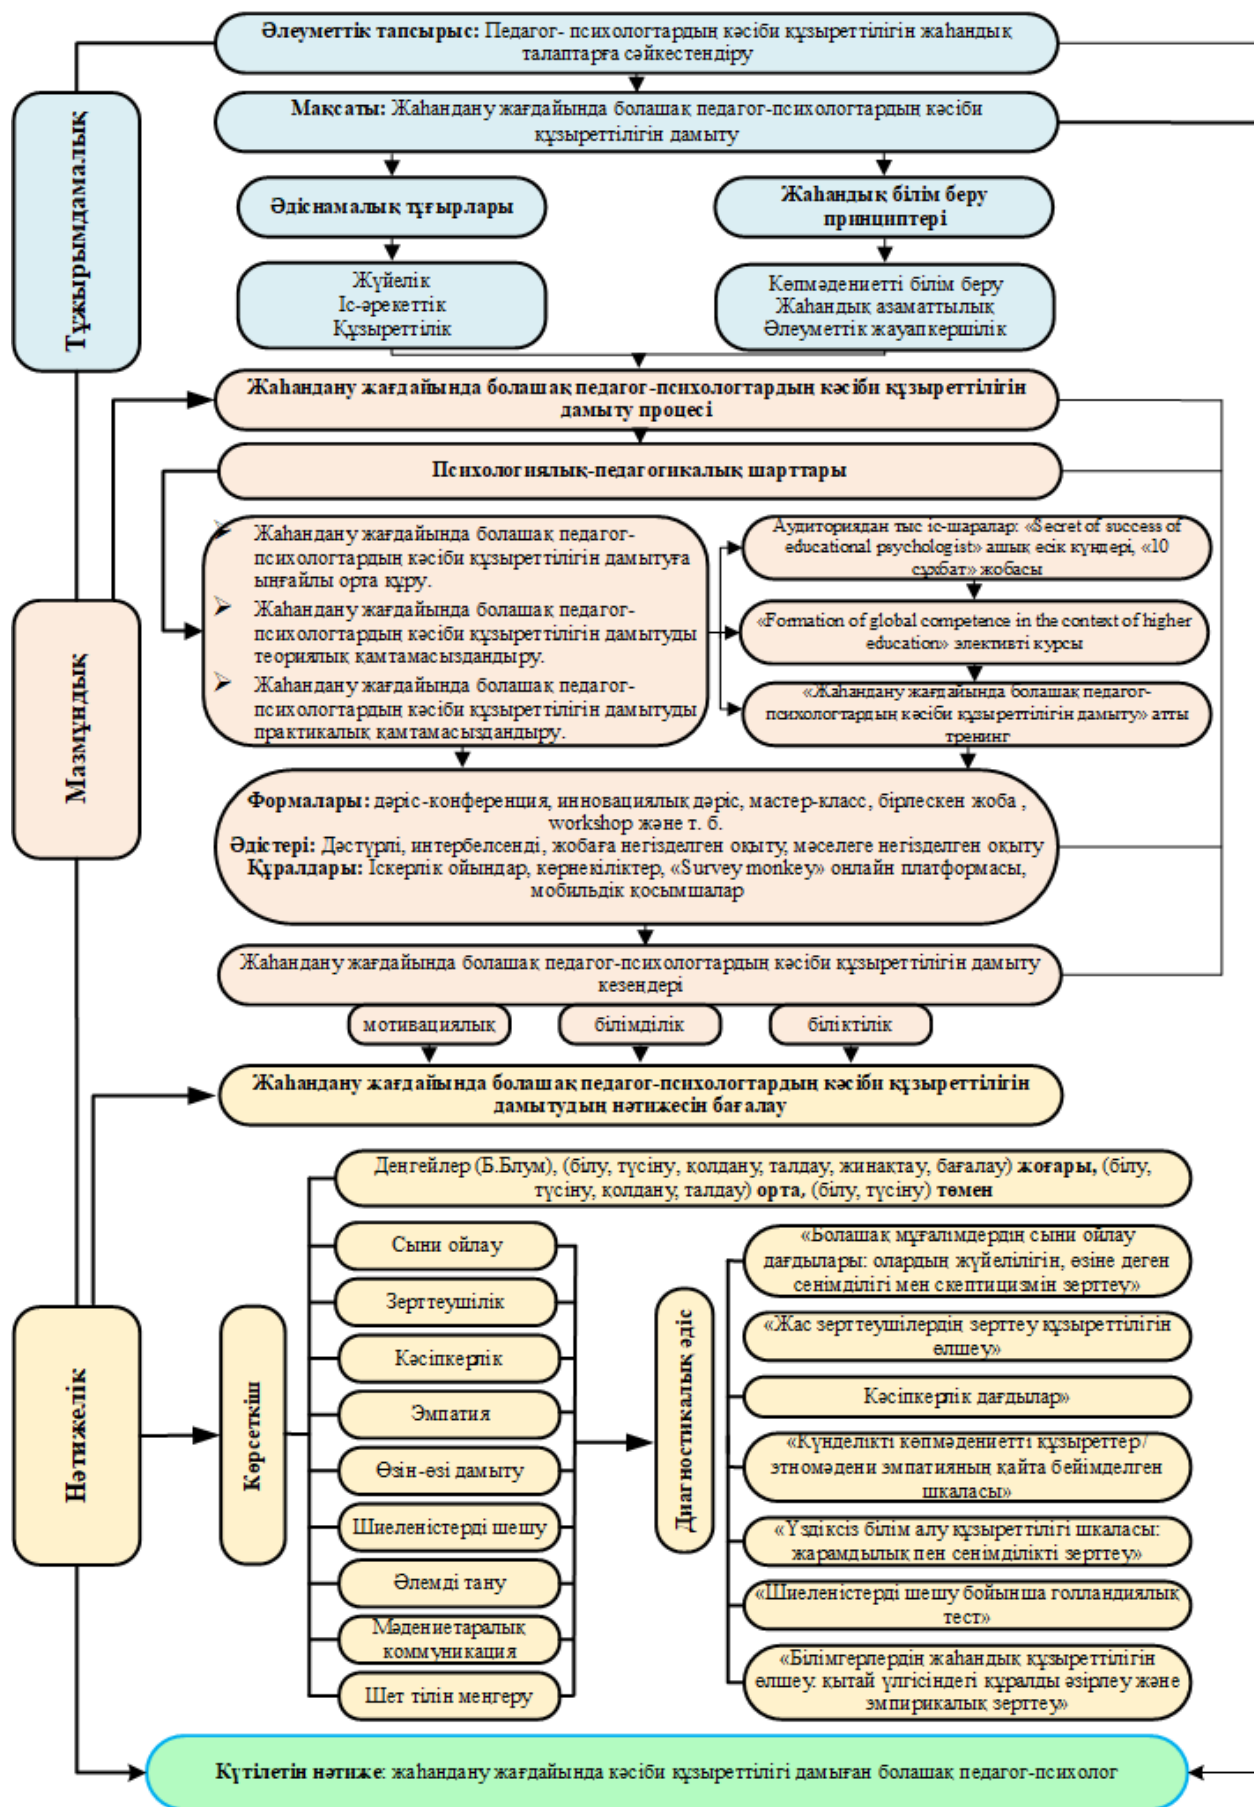 Әлеуметтік тапсырыс: Педагог- психологтардың кәсіби құзыреттілігін жаһандық
талаптарға сәйкестендіру
Мақсаты: Жаһандану жағдайында болашақ педагог-психологтардың кәсіби
құзыреттілігін дамыту
Тұжырымдамалық
Әдіснамалық тұғырлары
Жаһандық білім беру
принциптері
Жүйелік
Іс-әрекеттік
Құзыреттілік
Көпмәдениетті білім беру
Жаһандық азаматтылық
Әлеуметтік жауапкершілік
Жаһандану жағдайында болашақ педагог-психологтардың кәсіби құзыреттілігін
дамыту процесі
Психологиялық-педагогикалық шарттары
Мазмұндық
➢ Жаһандану жағдайында болашақ педагог-
психологтардың кәсіби құзыреттілігін дамытуға
ыңғайлы орта құру.
➢ Жаһандану жағдайында болашақ педагог-
психологтардың кәсіби құзыреттілігін дамытуды
теориялық қамтамасыздандыру.
➢ Жаһандану жағдайында болашақ педагог-
психологтардың кәсіби құзыреттілігін дамытуды
практикалық қамтамасыздандыру.
Аудиториядан тыс іс-шаралар: «Secret of success of
educational psychologist» ашық есік күндері, «10
сұхбат» жобасы
«Formation of global competence in the context of higher
education» элективті курсы
«Жаһандану жағдайында болашақ педагог-
психологтардың кәсіби құзыреттілігін дамыту» атты
тренинг
Формалары: дәріс-конференция, инновациялық дәріс, мастер-класс, бірлескен жоба ,
workshop және т. б.
Әдістері: Дәстүрлі, интербелсенді, жобаға негізделген оқыту, мәселеге негізделген оқыту
Құралдары: Іскерлік ойындар, көрнекіліктер, «Survey monkey» онлайн платформасы,
мобильдік қосымшалар
Жаһандану жағдайында болашақ педагог-психологтардың кәсіби құзыреттілігін дамыту
кезеңдері
мотивациялық
білімділік
біліктілік
Жаһандану жағдайында болашақ педагог-психологтардың кәсіби құзыреттілігін
дамытудың нәтижесін бағалау
Нәтижелік
Көрсеткіш
Деңгейлер (Б.Блум), (білу, түсіну, қолдану, талдау, жинақтау, бағалау) жоғары, (білу,
түсіну, қолдану, талдау) орта, (білу, түсіну) төмен
Сыни ойлау
Зерттеушілік
Кәсіпкерлік
Эмпатия
Өзін-өзі дамыту
Шиеленістерді шешу
Әлемді тану
Мәдениетаралық
коммуникация
Шет тілін меңгеру
Диагностикалық әдіс
«Болашақ мұғалімдердің сыни ойлау
дағдылары: олардың жүйелілігін, өзіне деген
сенімділігі мен скептицизмін зерттеу»
«Жас зерттеушілердің зерттеу құзыреттілігін
өлшеу»
Кәсіпкерлік дағдылар»
«Күнделікті көпмәдениетті құзыреттер/
этномәдени эмпатияның қайта бейімделген
шкаласы»
«Үздіксіз білім алу құзыреттілігі шкаласы:
жарамдылық пен сенімділікті зерттеу»
«Шиеленістерді шешу бойынша голландиялық
тест»
«Білімгерлердің жаһандық құзыреттілігін
өлшеу: қытай үлгісіндегі құралды әзірлеу және
эмпирикалық зерттеу»
Күтілетін нәтиже: жаһандану жағдайында кәсіби құзыреттілігі дамыған болашақ педагог-психолог